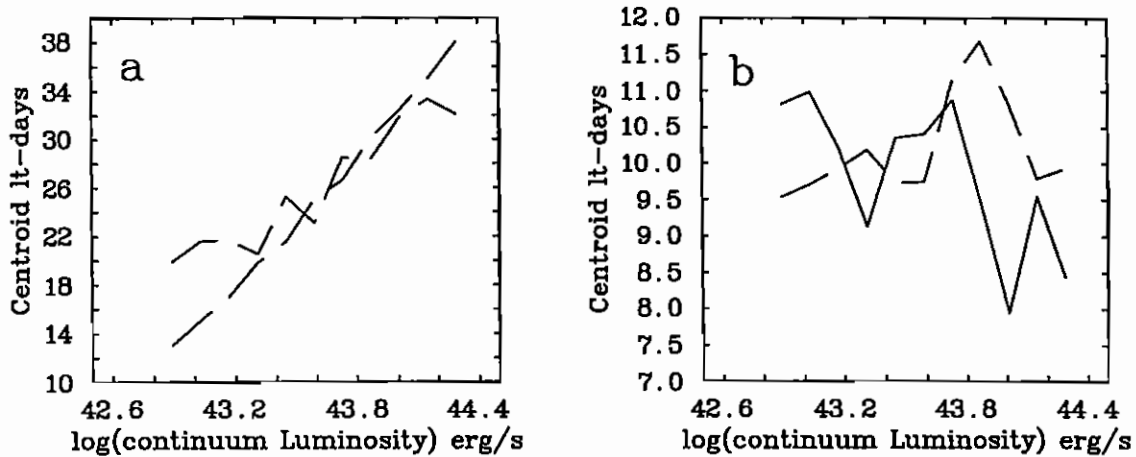 a
Centroid lt-days
38
34
30
26
22
18
14
10
42.6 43.2 43.8 44.4
log(continuum Luminosity) erg/s
b
Centroid lt-days
12.0
11.5
11.0
10.5
10.0
9.5
9.0
8.5
8.0
7.5
7.0
42.6 43.2 43.8 44.4
log(continuum Luminosity) erg/s